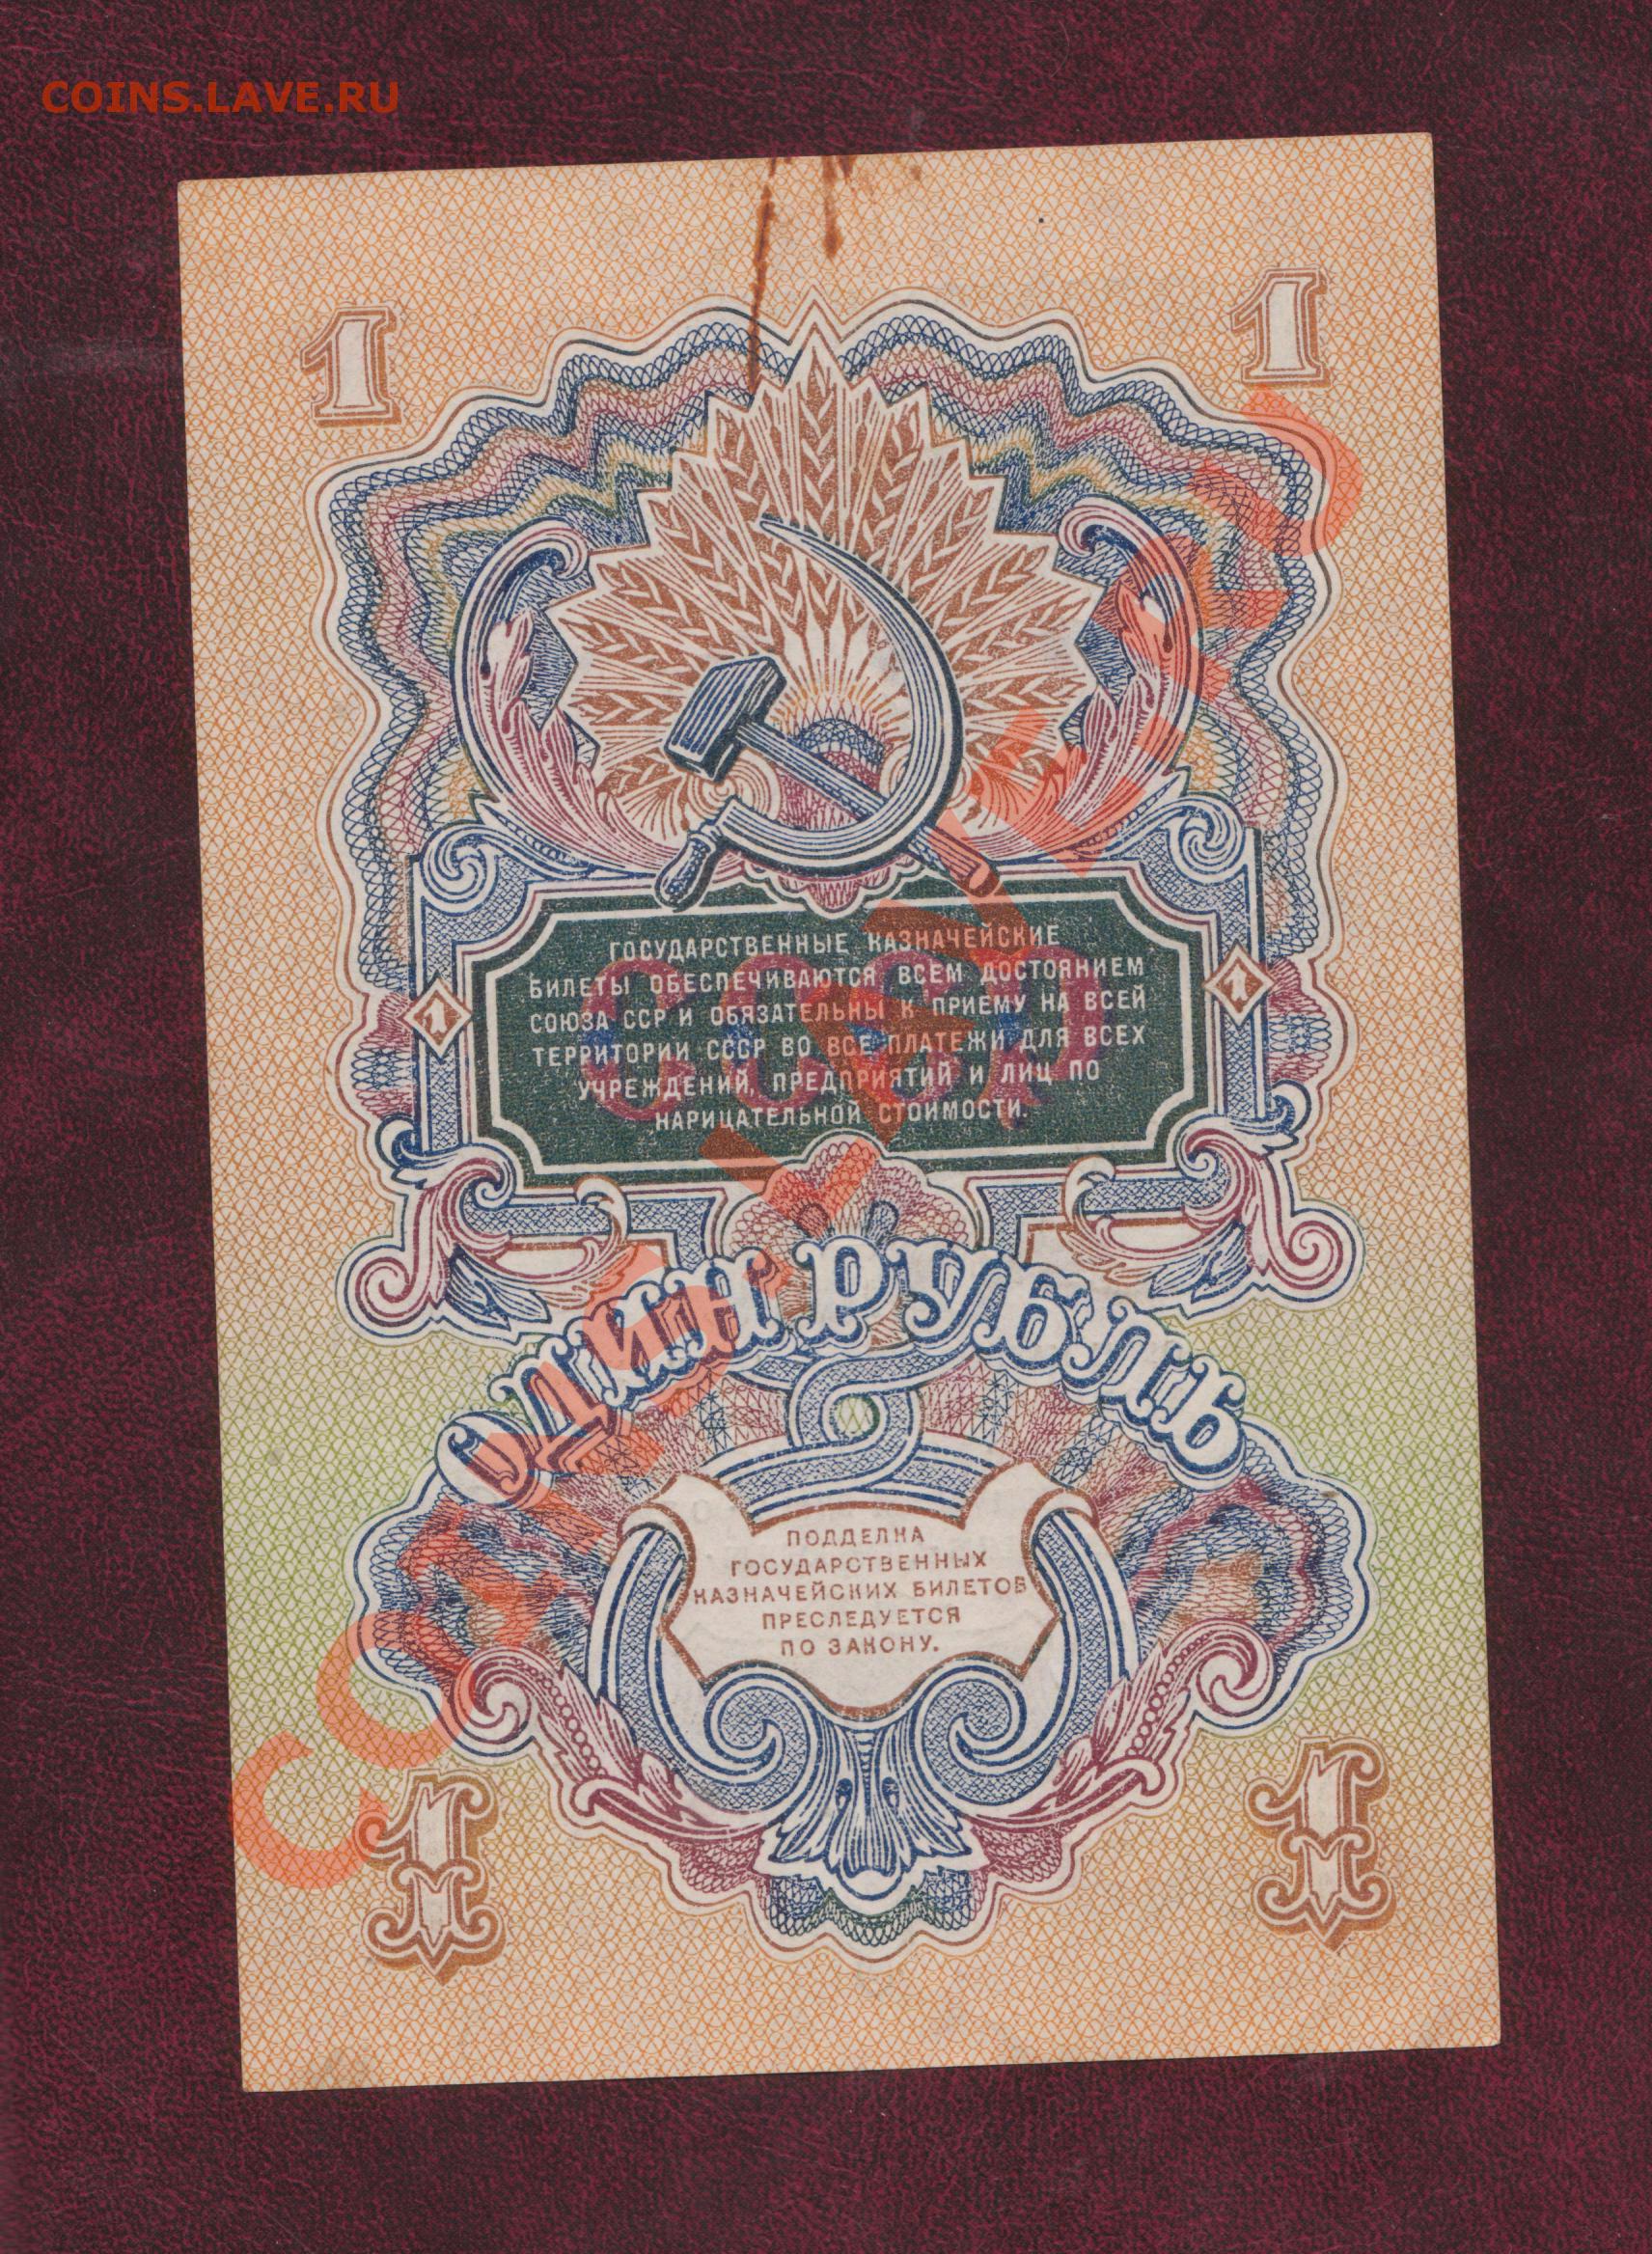 COINS.LAVE.RU
1 1
ГОСУДАРСТВЕННЫЕ КАЗНАЧЕЙСКИЕ
БИЛЕТЫ ОБЕСПЕЧИВАЮТСЯ ВСЕМ ДОСТОЯНИЕМ
СОЮЗА ССР И ОБЯЗАТЕЛЬНЫ К ПРИЕМУ НА ВСЕЙ
1 1
ТЕРРИТОРИИ СССР ВО ВСЕ ПЛАТЕЖИ ДЛЯ ВСЕХ
УЧРЕЖДЕНИЙ, ПРЕДПРИЯТИЙ И ЛИЦ ПО
НАРИЦАТЕЛЬНОЙ СТОИМОСТИ.
СССР
ОДИН РУБЛЬ
ПОДДЕЛКА
ГОСУДАРСТВЕННЫХ
КАЗНАЧЕЙСКИХ БИЛЕТОВ
ПРЕСЛЕДУЕТСЯ
ПО ЗАКОНУ.
1 1